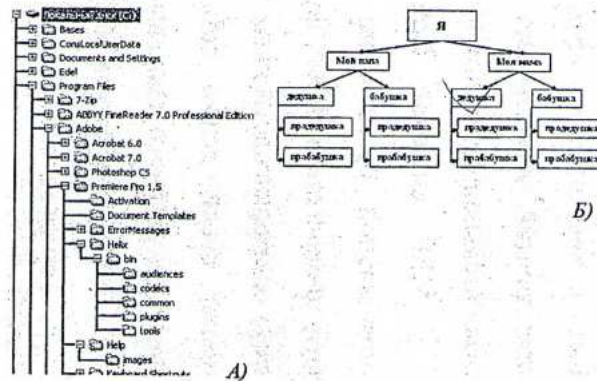 Локальный диск (C:)
Bases
ConsLocalUserData
Documents and Settings
Edel
Program Files
7-Zip
ABBYY FineReader 7.0 Professional Edition
Adobe
Acrobat 6.0
Acrobat 7.0
Photoshop CS
Premiere Pro 1.5
Activation
Document Templates
ErrorMessages
Helix
bin
audiences
codecs
common
plugins
tools
Help
images
Keyboard Shortcuts
А)
Я
Мой папа
Моя мама
дедушка
бабушка
дедушка
бабушка
прадедушка
прадедушка
прадедушка
прадедушка
прабабушка
прабабушка
прабабушка
прабабушка
Б)